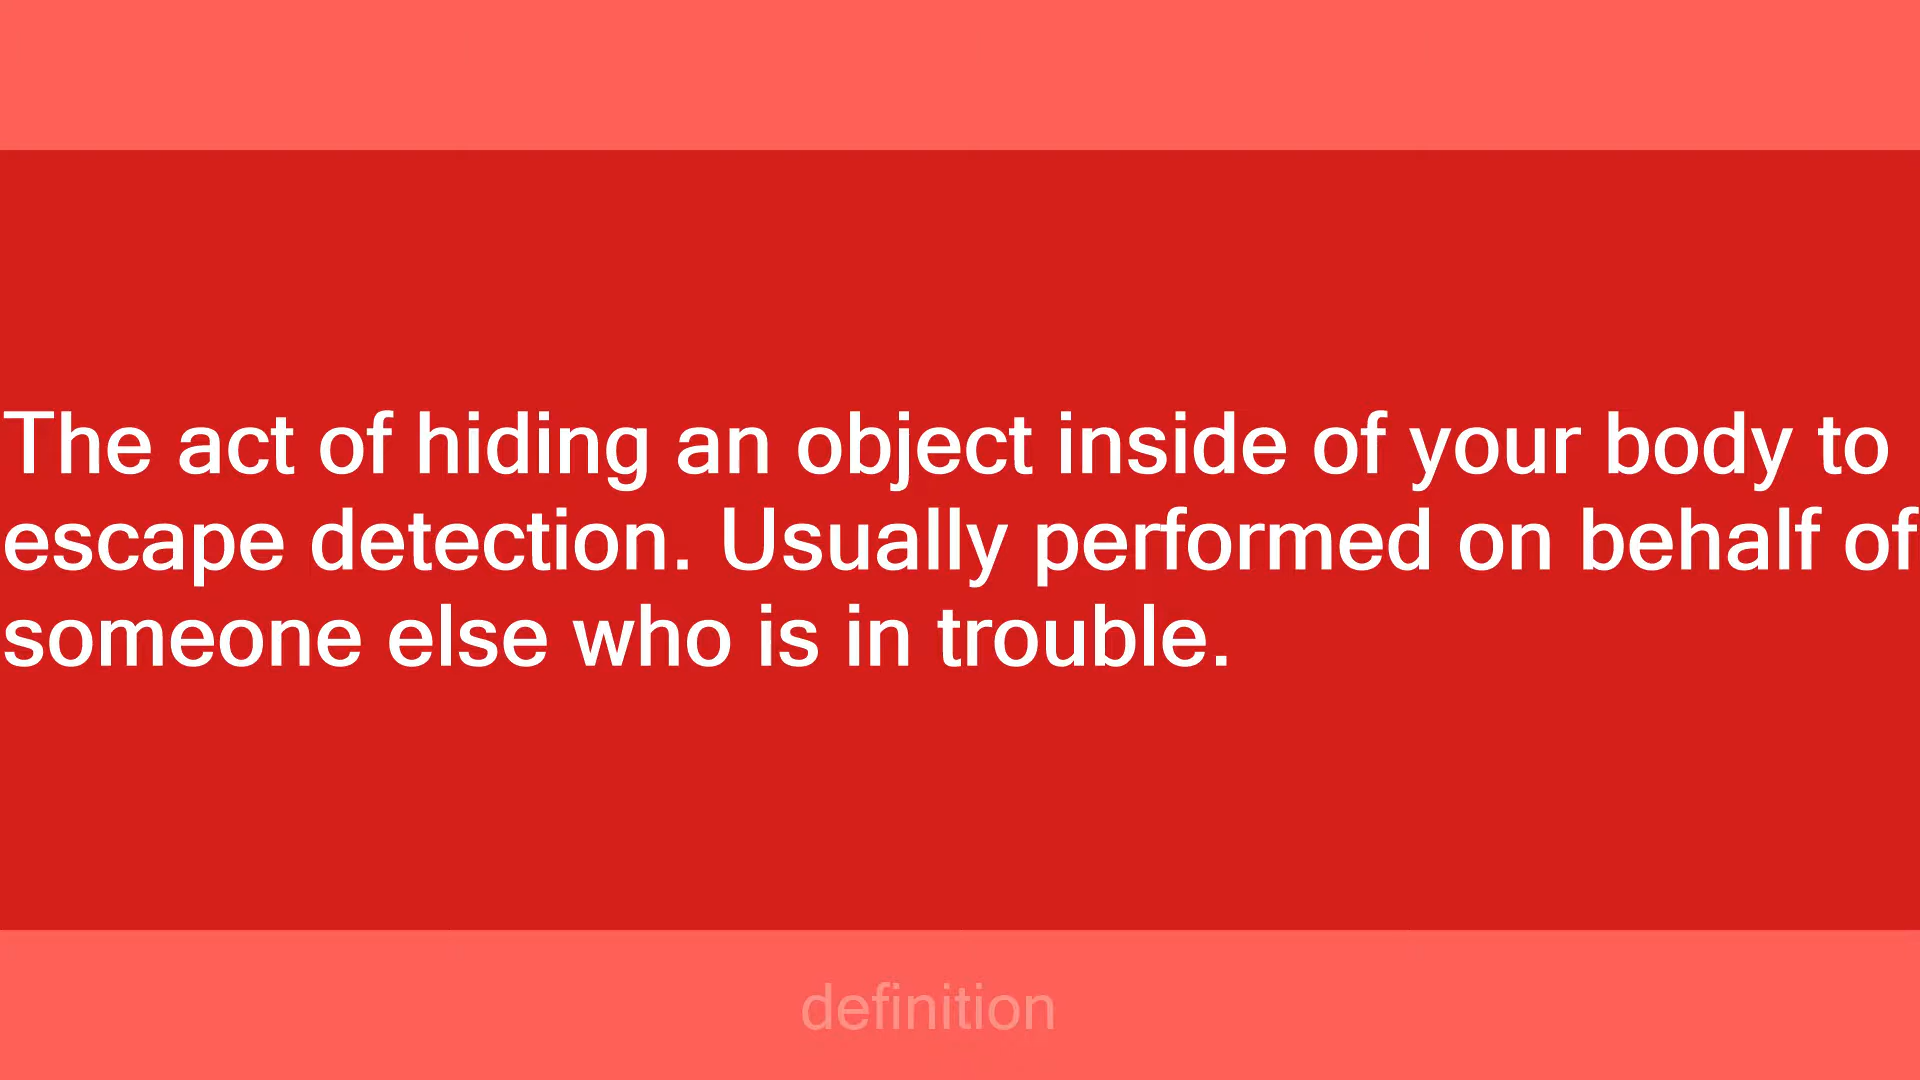 The act of hiding an object inside of your body to
escape detection. Usually performed on behalf of
someone else who is in trouble.
definition